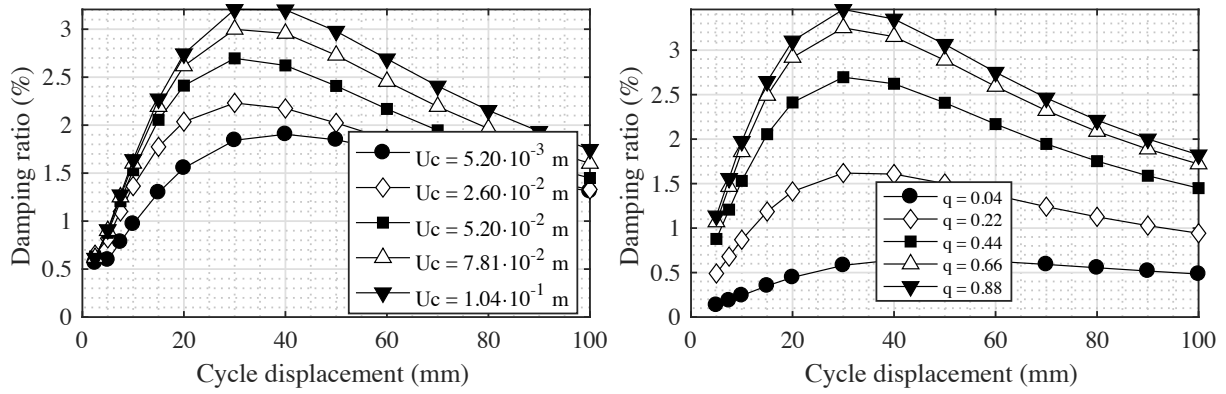 Damping ratio (%)
3
2.5
2
1.5
1
0.5
0
0
20
40
60
80
100
Cycle displacement (mm)
Uc = 5.20·10⁻³ m
Uc = 2.60·10⁻² m
Uc = 5.20·10⁻² m
Uc = 7.81·10⁻² m
Uc = 1.04·10⁻¹ m
Damping ratio (%)
3
2.5
2
1.5
1
0.5
0
0
20
40
60
80
100
Cycle displacement (mm)
q = 0.04
q = 0.22
q = 0.44
q = 0.66
q = 0.88